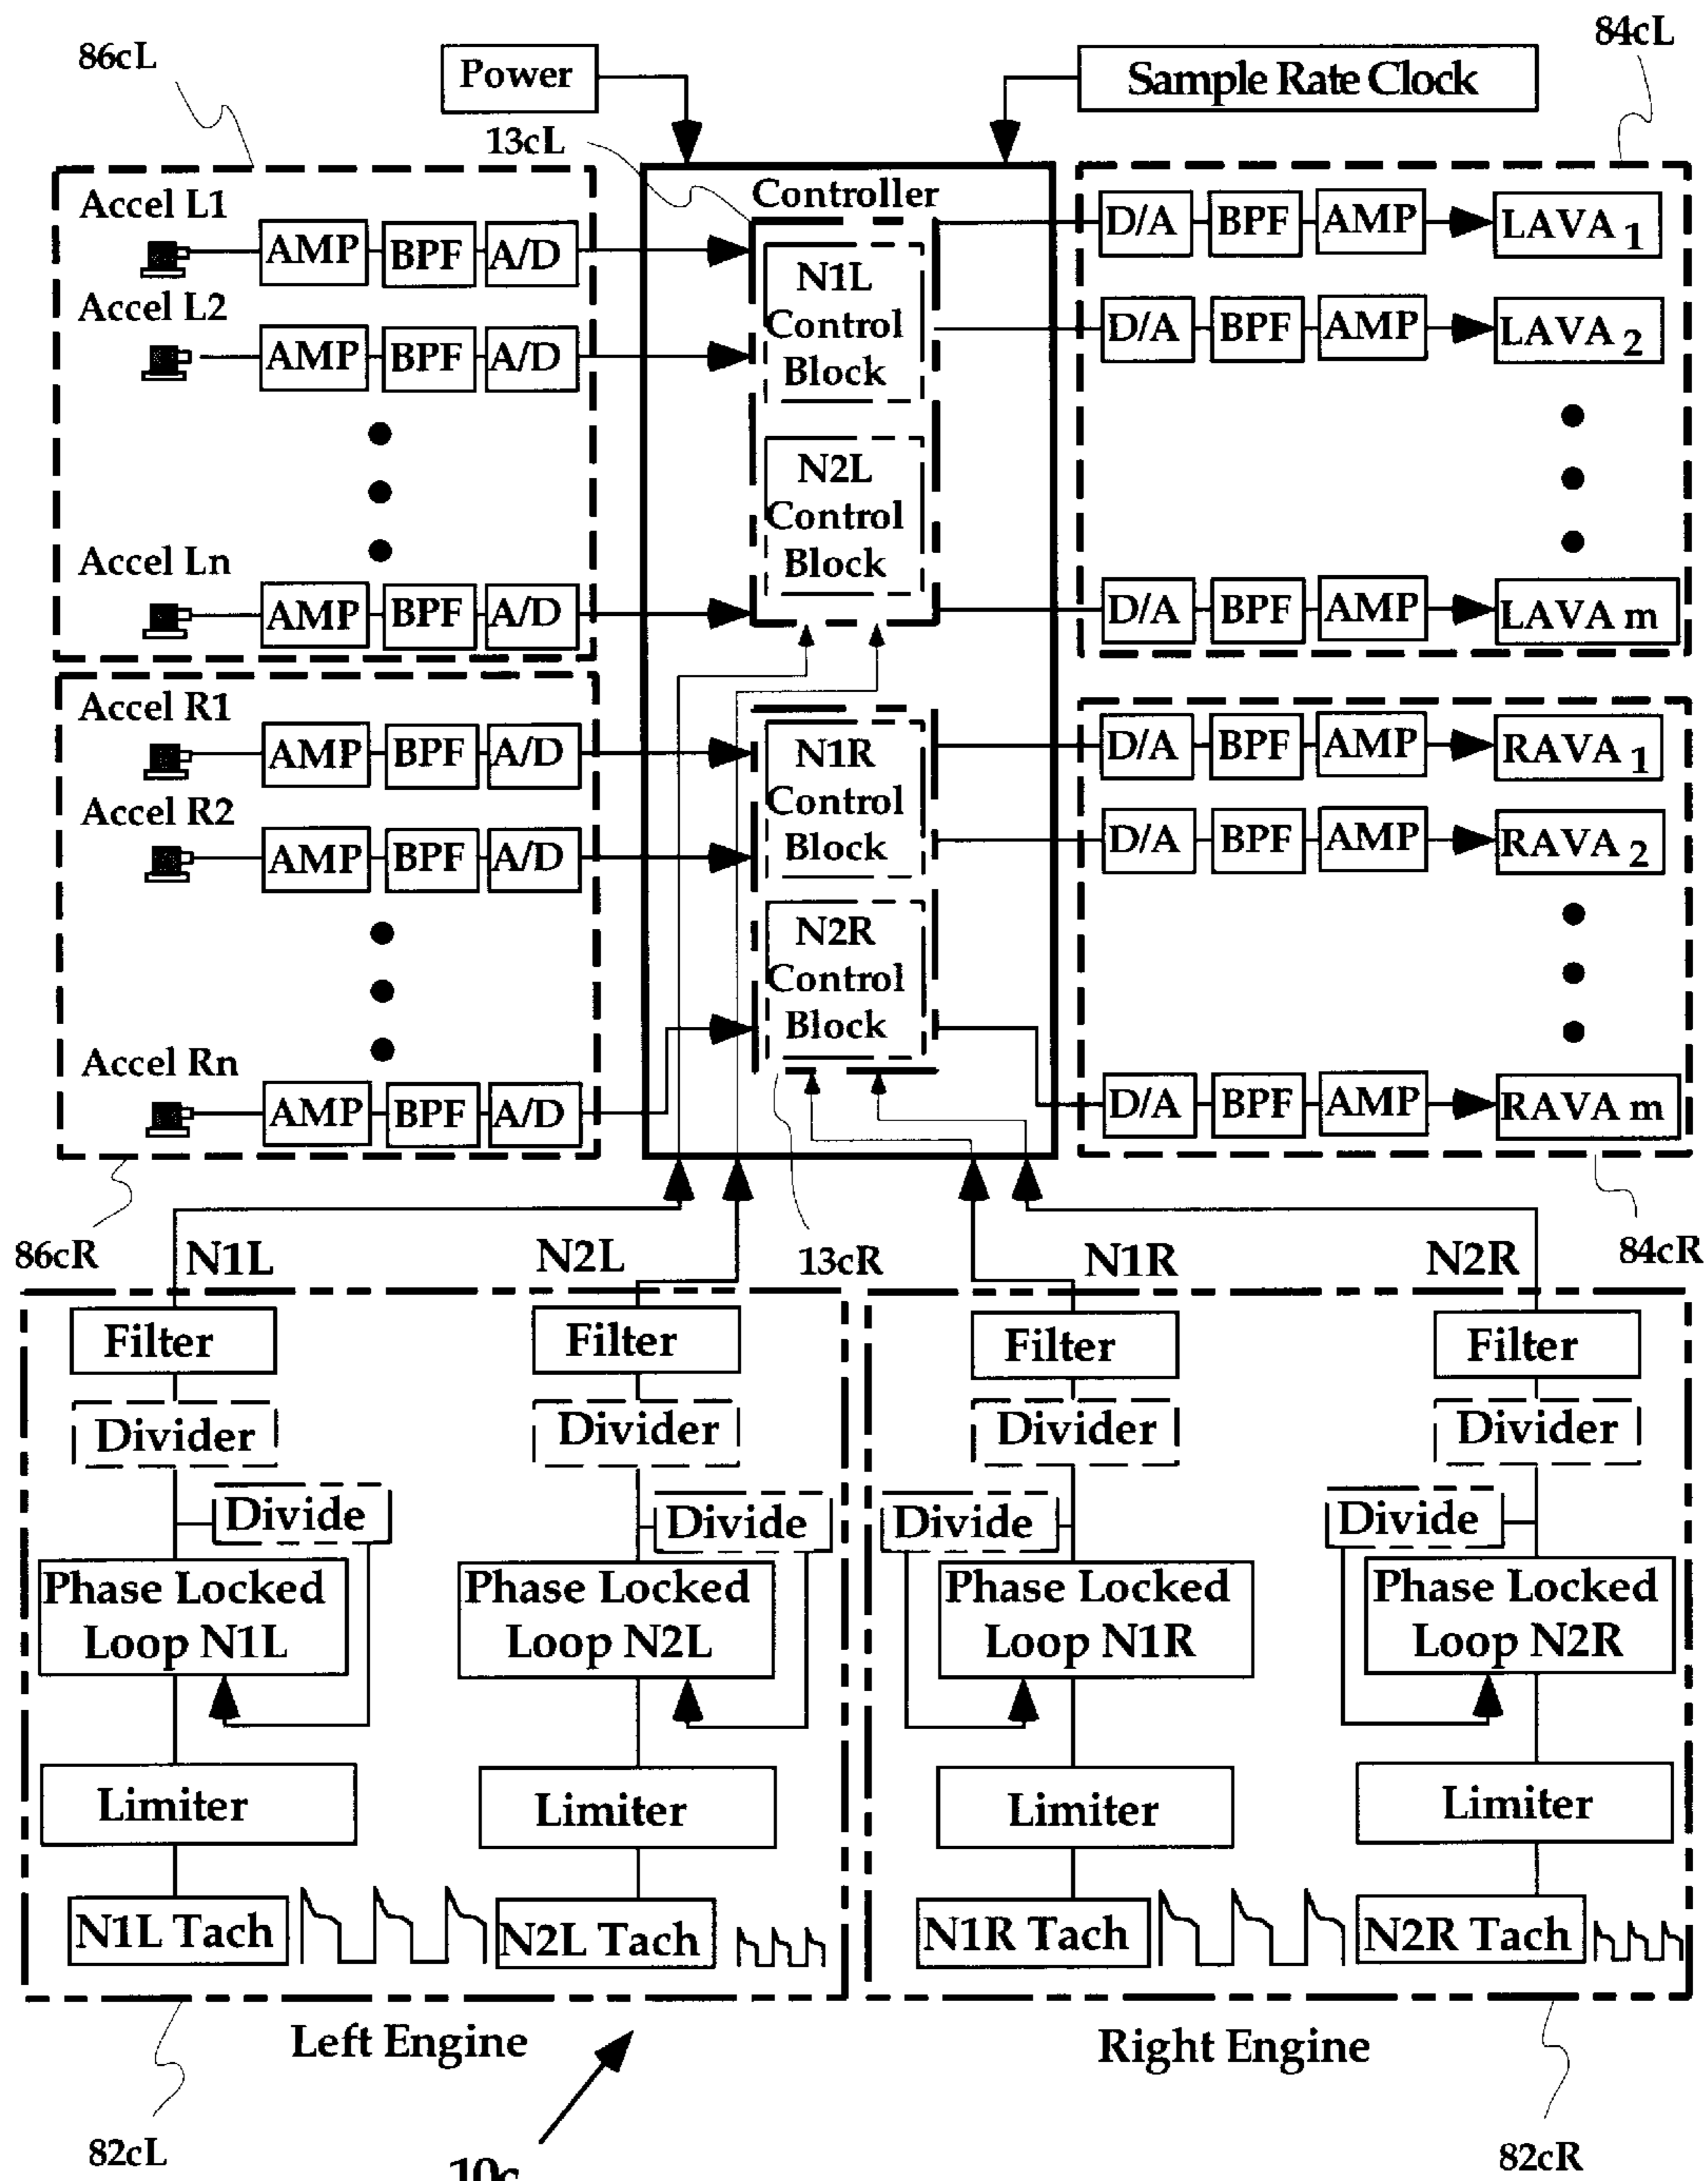 86cL
Power
Sample Rate Clock
84cL
13cL
Controller
Accel L1
AMP BPF A/D
N1L
Control
Block
D/A BPF AMP LAVA 1
Accel L2
AMP BPF A/D
D/A BPF AMP LAVA 2
N2L
Control
Block
Accel Ln
AMP BPF A/D
D/A BPF AMP LAVA m
Accel R1
AMP BPF A/D
N1R
Control
Block
D/A BPF AMP RAVA 1
Accel R2
AMP BPF A/D
D/A BPF AMP RAVA 2
N2R
Control
Block
Accel Rn
AMP BPF A/D
D/A BPF AMP RAVA m
86cR
N1L
N2L
13cR
N1R
N2R
84cR
Filter
Filter
Filter
Filter
Divider
Divider
Divider
Divider
Divide
Divide
Divide
Divide
Phase Locked
Loop N1L
Phase Locked
Loop N2L
Phase Locked
Loop N1R
Phase Locked
Loop N2R
Limiter
Limiter
Limiter
Limiter
N1L Tach
N2L Tach
N1R Tach
N2R Tach
Left Engine
Right Engine
82cL
10c
82cR